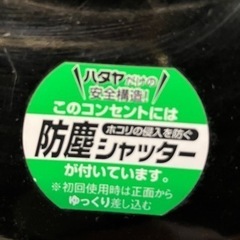 ハタヤだけの
安全構造!
このコンセントには
防塵シャッター
ホコリの侵入を防ぐ
が付いています。
※初回使用時は正面から
ゆっくり差し込む